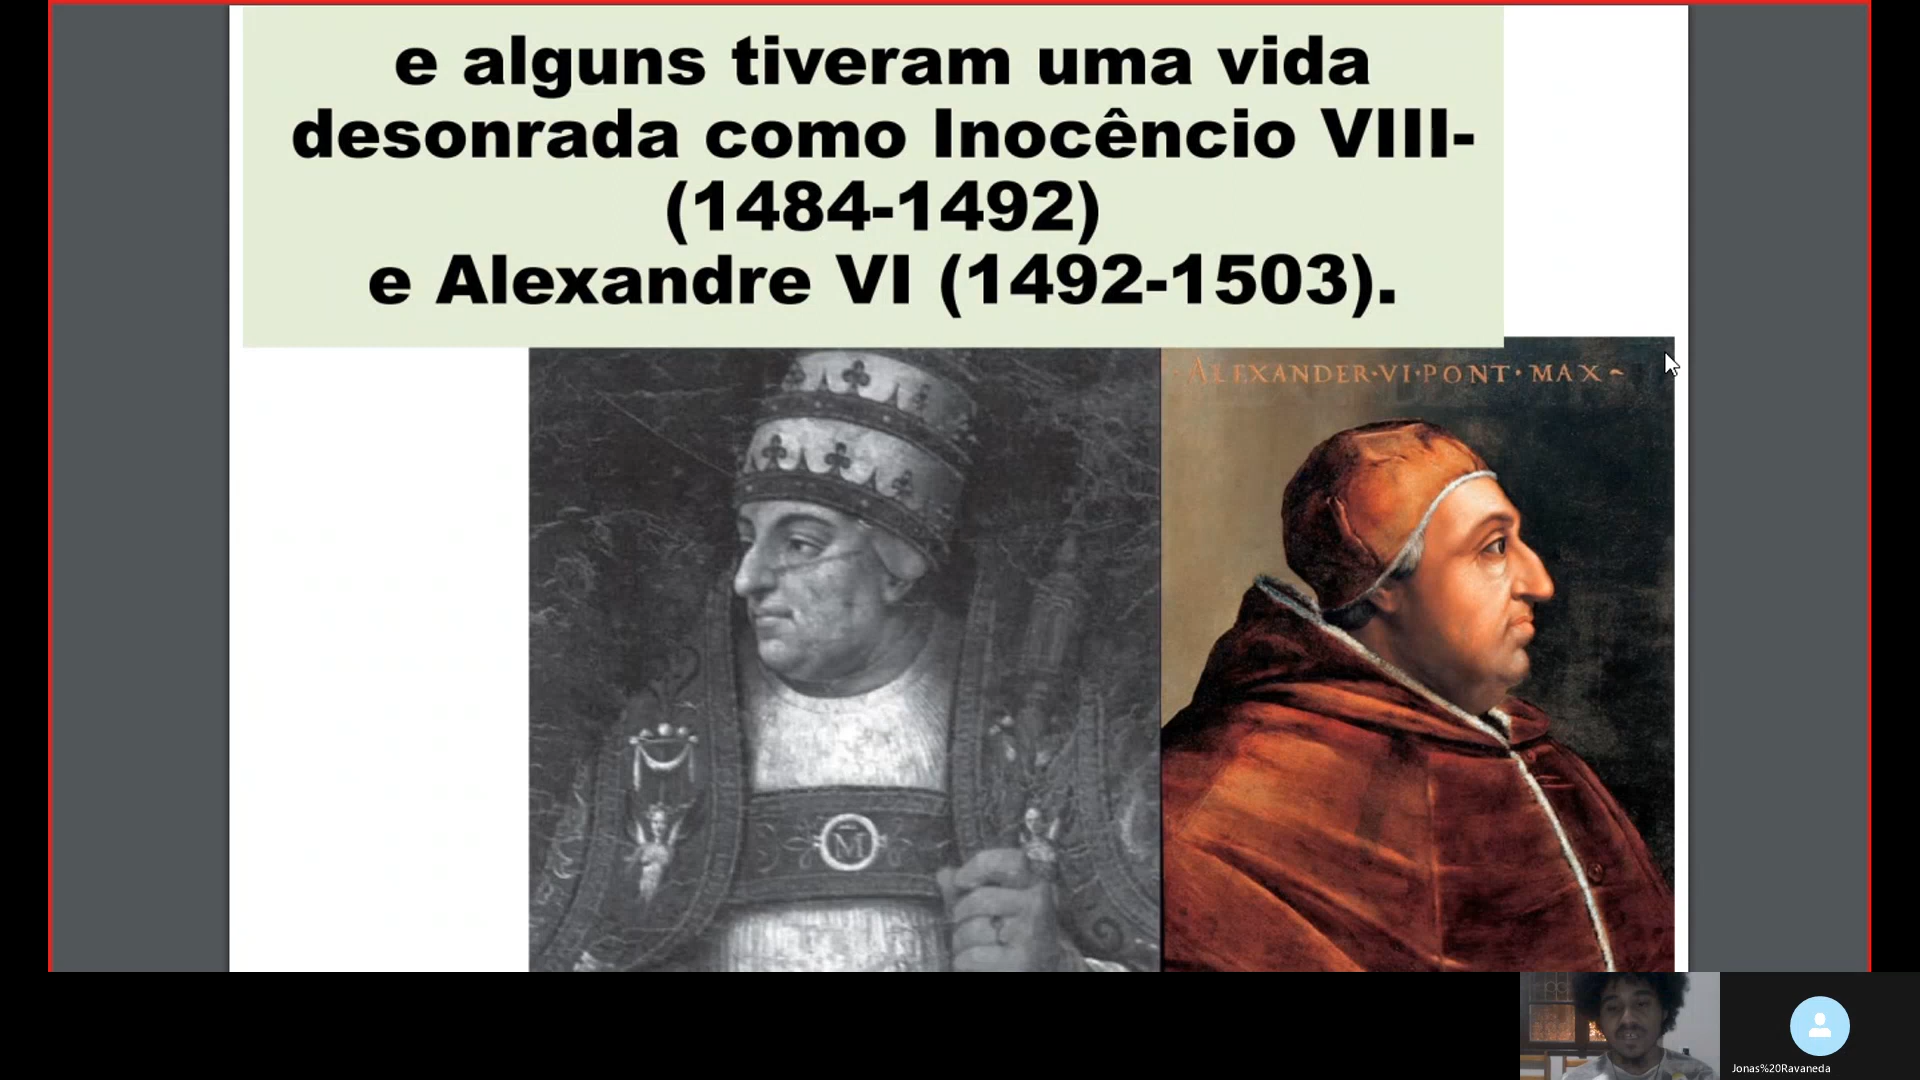 e alguns tiveram uma vida
desonrada como Inocêncio VIII-
(1484-1492)
e Alexandre VI (1492-1503).
ALEXANDER·VI·PONT·MAX~
M
Jonas%20Ravaneda